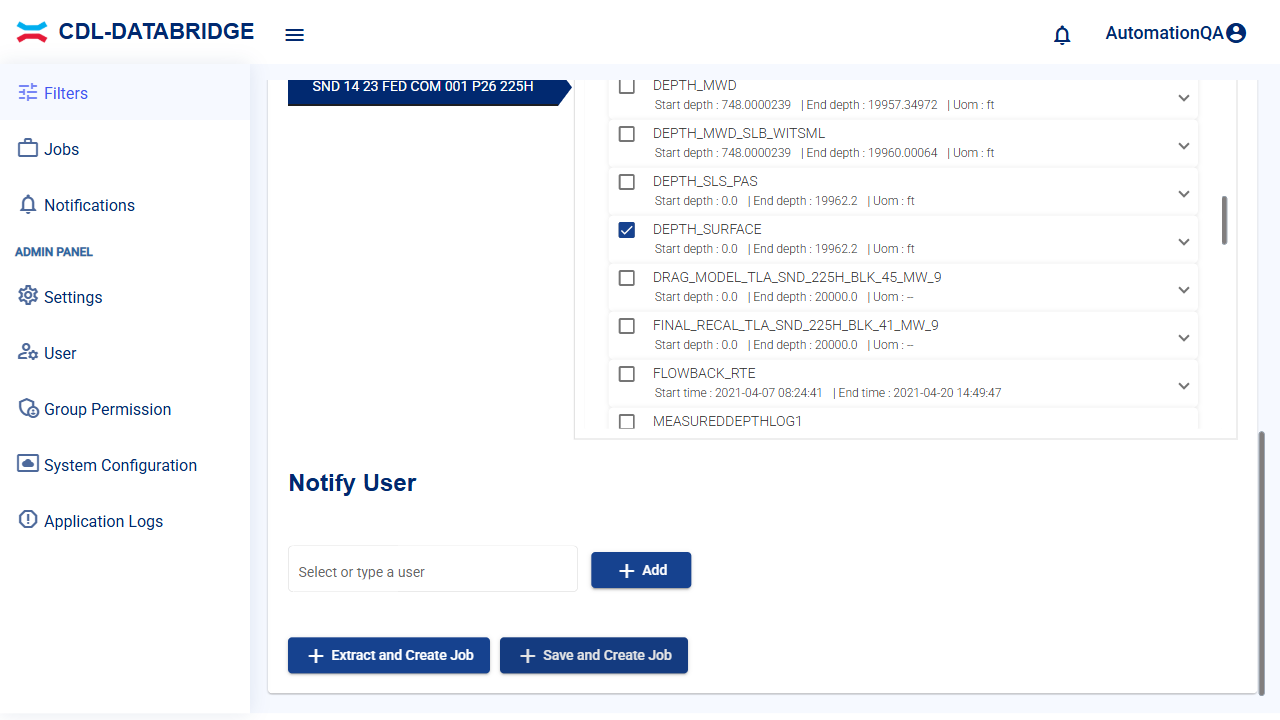 CDL-DATABRIDGE
AutomationQA
Filters
Jobs
Notifications
ADMIN PANEL
Settings
User
Group Permission
System Configuration
Application Logs
SND 14 23 FED COM 001 P26 225H
DEPTH_MWD
Start depth : 748.0000239 | End depth : 19957.34972 | Uom : ft
DEPTH_MWD_SLB_WITSML
Start depth : 748.0000239 | End depth : 19960.00064 | Uom : ft
DEPTH_SLS_PAS
Start depth : 0.0 | End depth : 19962.2 | Uom : ft
DEPTH_SURFACE
Start depth : 0.0 | End depth : 19962.2 | Uom : ft
DRAG_MODEL_TLA_SND_225H_BLK_45_MW_9
Start depth : 0.0 | End depth : 20000.0 | Uom : --
FINAL_RECAL_TLA_SND_225H_BLK_41_MW_9
Start depth : 0.0 | End depth : 20000.0 | Uom : --
FLOWBACK_RTE
Start time : 2021-04-07 08:24:41 | End time : 2021-04-20 14:49:47
MEASUREDDEPTHLOG1
Notify User
Select or type a user
Add
Extract and Create Job
Save and Create Job